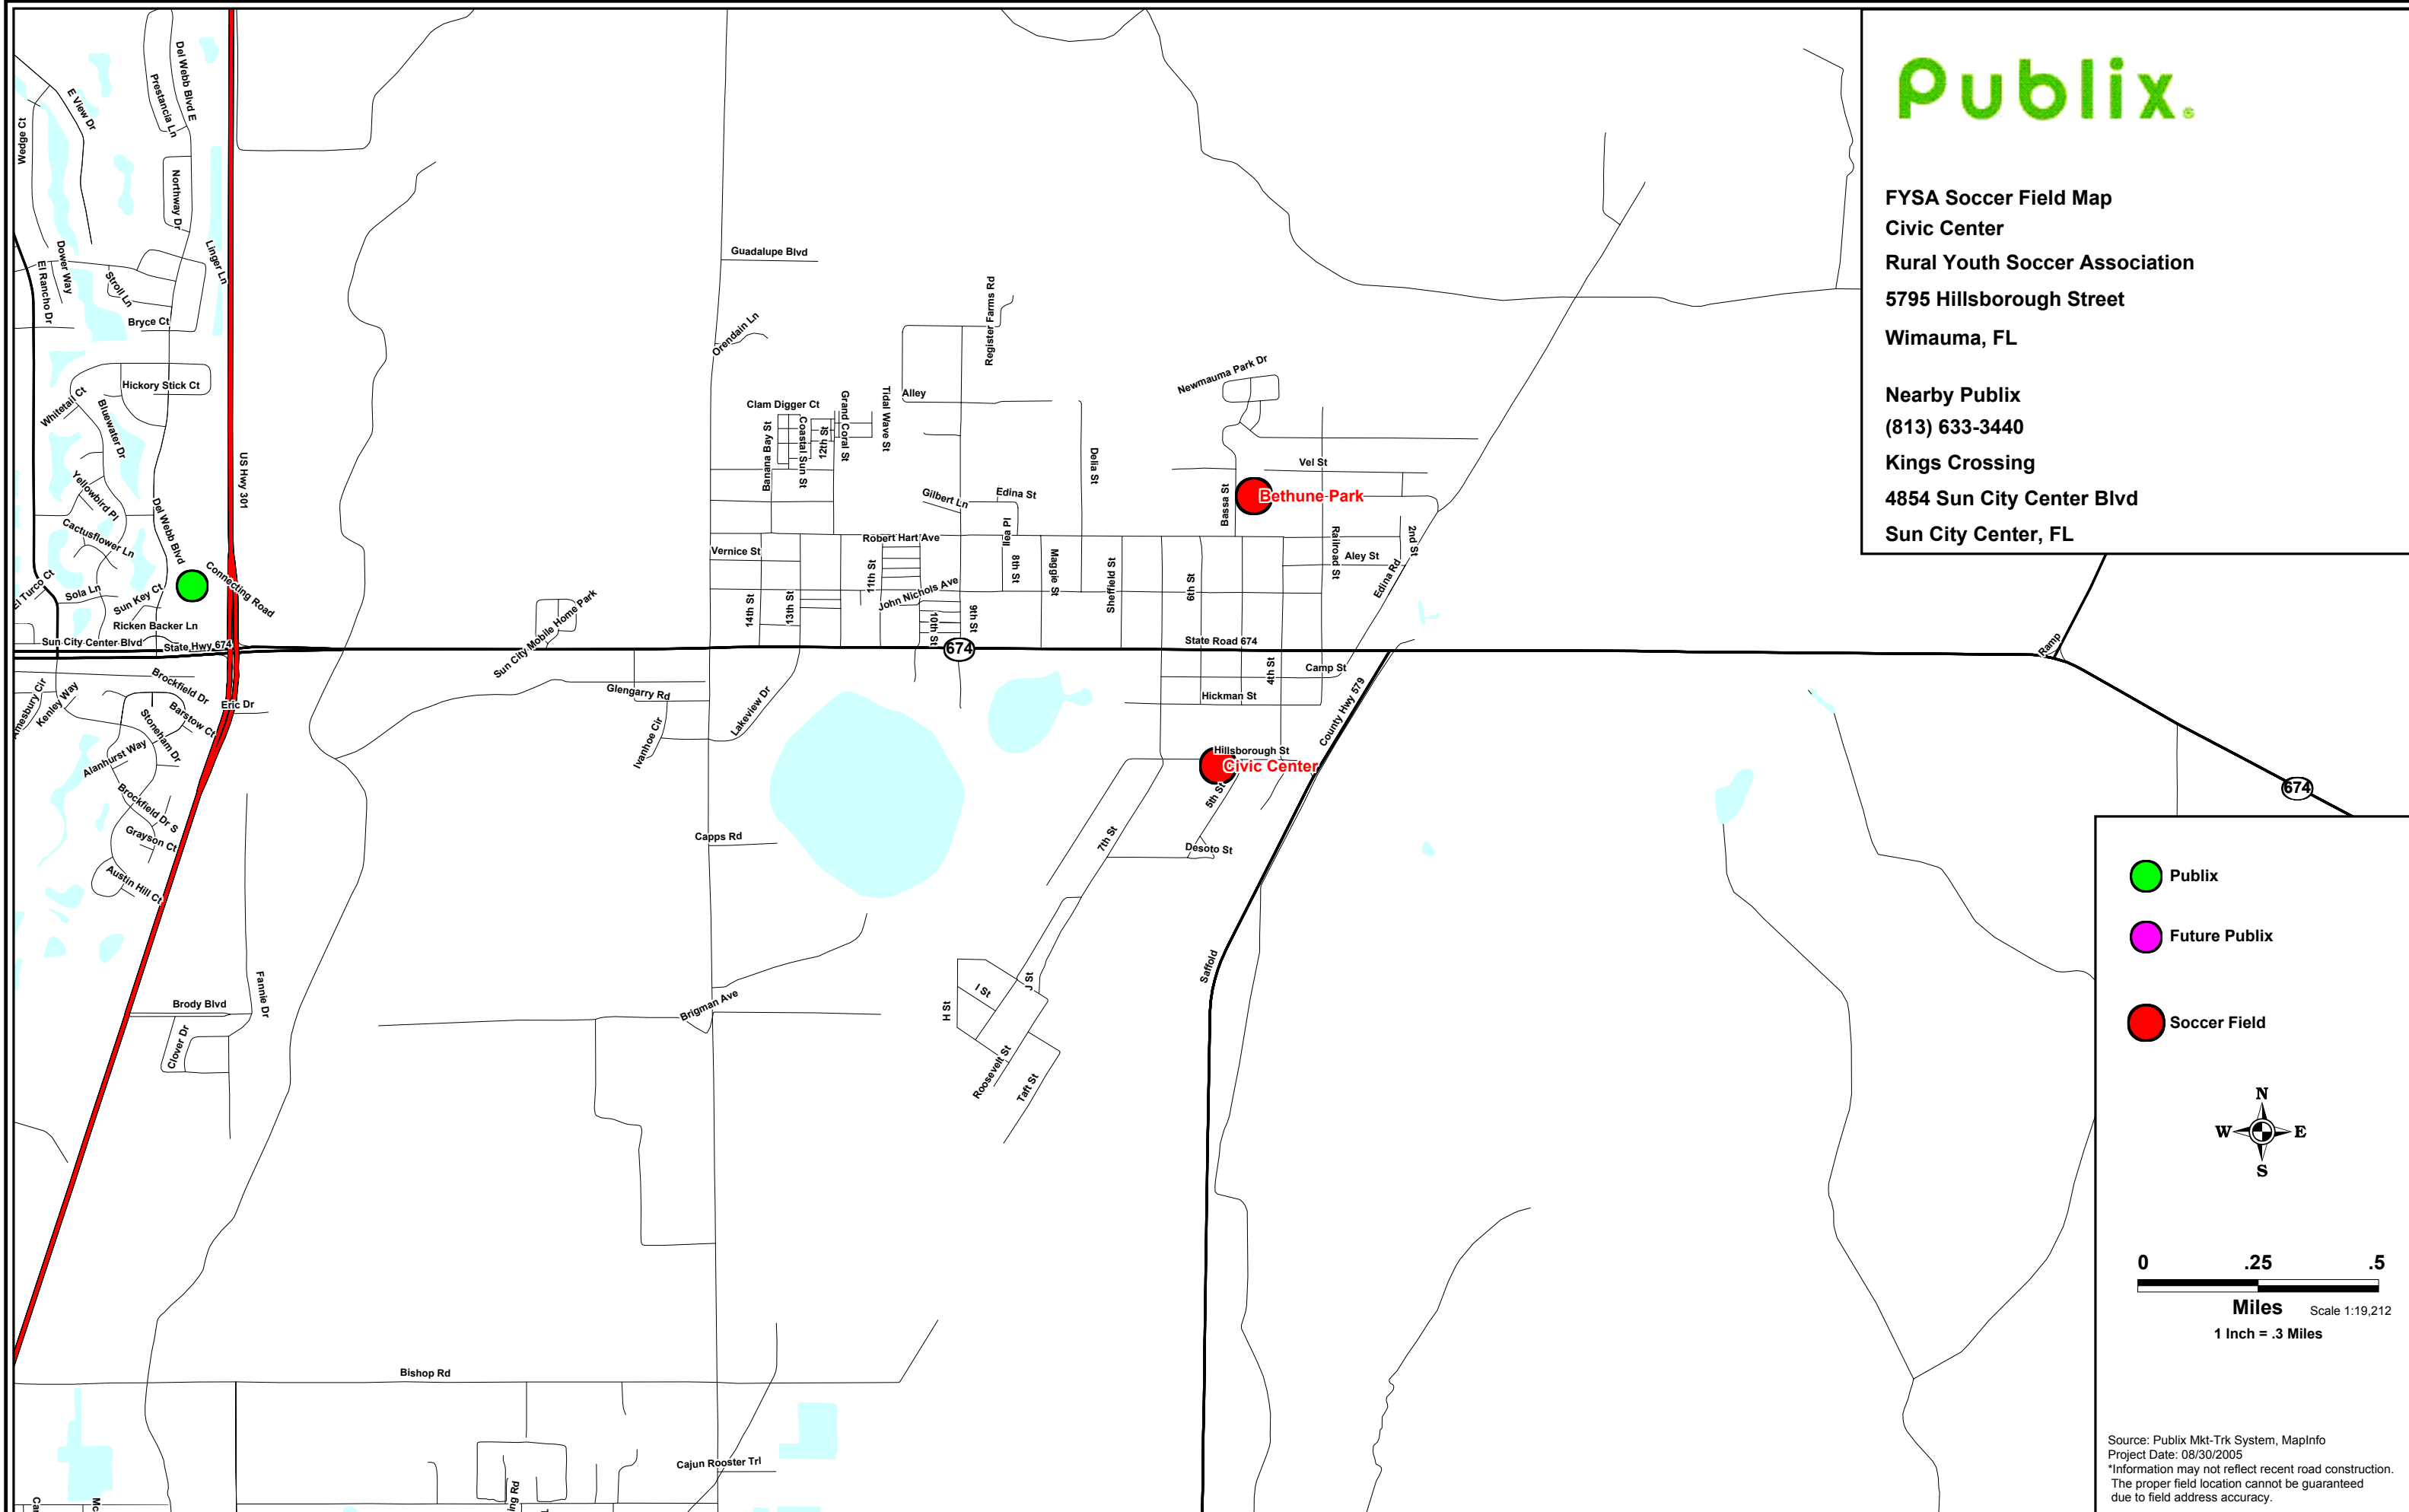 Publix
FYSA Soccer Field Map
Civic Center
Rural Youth Soccer Association
5795 Hillsborough Street
Wimauma, FL
Nearby Publix
(813) 633-3440
Kings Crossing
4854 Sun City Center Blvd
Sun City Center, FL
Del Webb Blvd E
Prestancia Ln
E View Dr
Wedge Ct
Northway Dr
Linger Ln
Dower Way
El Rancho Dr
Stroll Ln
Bryce Ct
Hickory Stick Ct
Whitetail Ct
Bluewater Dr
US Hwy 301
Yellowbird Pl
Del Webb Blvd
Cactusflower Ln
Connecting Road
El Turco Ct
Sola Ln
Sun Key Ct
Ricken Backer Ln
Sun City Center Blvd
State Hwy 674
Brockfield Dr
Amesbury Cir
Kenley Way
Barstow Ct
Eric Dr
Stoneham Dr
Alanhurst Way
Brockfield Dr S
Grayson Ct
Austin Hill Ct
Fannie Dr
Brody Blvd
Clover Dr
Guadalupe Blvd
Orendain Ln
Register Farms Rd
Alley
Clam Digger Ct
Banana Bay St
Coastal Sun St
12th St
Grand Coral St
Tidal Wave St
Delia St
Newmauma Park Dr
Vel St
Bethune Park
Bassa St
Gilbert Ln
Edina St
Ilea Pl
Robert Hart Ave
Vernice St
11th St
8th St
Maggie St
Sheffield St
6th St
Railroad St
2nd St
Aley St
Edina Rd
John Nichols Ave
14th St
13th St
10th St
9th St
Sun City Mobile Home Park
674
State Road 674
4th St
Camp St
Hickman St
County Hwy 579
Glengarry Rd
Ivanhoe Cir
Lakeview Dr
Hillsborough St
Civic Center
5th St
7th St
Desoto St
Capps Rd
Saffold
Brigman Ave
H St
I St
J St
Roosevelt St
Taft St
Bishop Rd
Cajun Rooster Trl
ing Rd
Ramp
674
Publix
Future Publix
Soccer Field
N
W E
S
0 .25 .5
Miles Scale 1:19,212
1 Inch = .3 Miles
Source: Publix Mkt-Trk System, MapInfo
Project Date: 08/30/2005
*Information may not reflect recent road construction.
The proper field location cannot be guaranteed
due to field address accuracy.